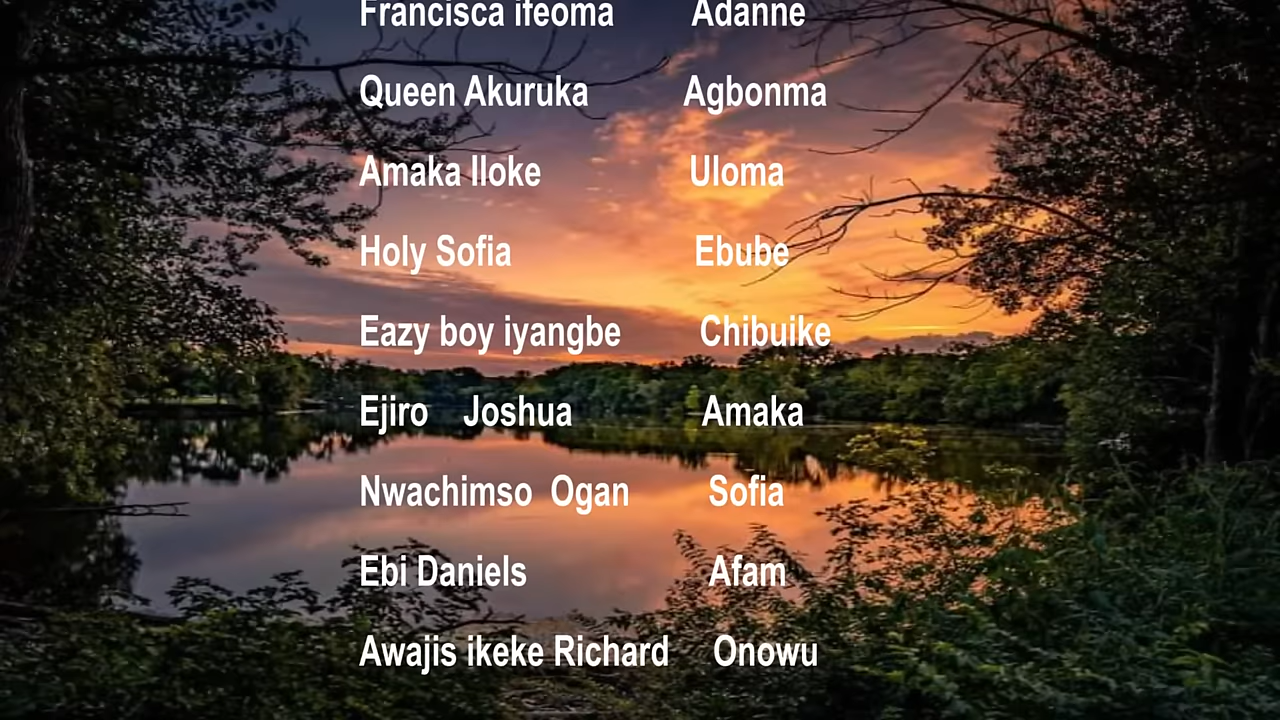 Francisca ifeoma Adanne
Queen Akuruka Agbonma
Amaka Iloke Uloma
Holy Sofia Ebube
Eazy boy iyangbe Chibuike
Ejiro Joshua Amaka
Nwachimso Ogan Sofia
Ebi Daniels Afam
Awajis ikeke Richard Onowu